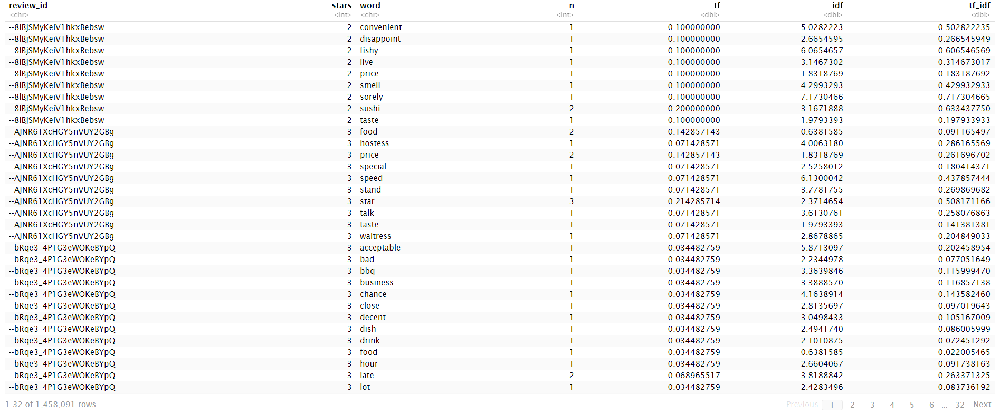 review_id stars word n tf idf tf_idf
<chr> <int> <chr> <int> <dbl> <dbl> <dbl>
--8lBjSMyKeiV1hkxBebsw 2 convenient 1 0.100000000 5.0282223 0.502822235
--8lBjSMyKeiV1hkxBebsw 2 disappoint 1 0.100000000 2.6654595 0.266545949
--8lBjSMyKeiV1hkxBebsw 2 fishy 1 0.100000000 6.0654657 0.606546569
--8lBjSMyKeiV1hkxBebsw 2 live 1 0.100000000 3.1467302 0.314673017
--8lBjSMyKeiV1hkxBebsw 2 price 1 0.100000000 1.8318769 0.183187692
--8lBjSMyKeiV1hkxBebsw 2 smell 1 0.100000000 4.2993293 0.429932933
--8lBjSMyKeiV1hkxBebsw 2 sorely 1 0.100000000 7.1730466 0.717304665
--8lBjSMyKeiV1hkxBebsw 2 sushi 2 0.200000000 3.1671888 0.633437750
--8lBjSMyKeiV1hkxBebsw 2 taste 1 0.100000000 1.9793393 0.197933933
--AJNR61XcHGY5nVUY2GBg 3 food 2 0.142857143 0.6381585 0.091165497
--AJNR61XcHGY5nVUY2GBg 3 hostess 1 0.071428571 4.0063180 0.286165569
--AJNR61XcHGY5nVUY2GBg 3 price 2 0.142857143 1.8318769 0.261696702
--AJNR61XcHGY5nVUY2GBg 3 special 1 0.071428571 2.5258012 0.180414371
--AJNR61XcHGY5nVUY2GBg 3 speed 1 0.071428571 6.1300042 0.437857444
--AJNR61XcHGY5nVUY2GBg 3 stand 1 0.071428571 3.7781755 0.269869682
--AJNR61XcHGY5nVUY2GBg 3 star 3 0.214285714 2.3714654 0.508171166
--AJNR61XcHGY5nVUY2GBg 3 talk 1 0.071428571 3.6130761 0.258076863
--AJNR61XcHGY5nVUY2GBg 3 taste 1 0.071428571 1.9793393 0.141381381
--AJNR61XcHGY5nVUY2GBg 3 waitress 1 0.071428571 2.8678865 0.204849033
--bRqe3_4P1G3eWOKeBYpQ 3 acceptable 1 0.034482759 5.8713097 0.202458954
--bRqe3_4P1G3eWOKeBYpQ 3 bad 1 0.034482759 2.2344978 0.077051649
--bRqe3_4P1G3eWOKeBYpQ 3 bbq 1 0.034482759 3.3639846 0.115999470
--bRqe3_4P1G3eWOKeBYpQ 3 business 1 0.034482759 3.3888570 0.116857138
--bRqe3_4P1G3eWOKeBYpQ 3 chance 1 0.034482759 4.1638914 0.143582460
--bRqe3_4P1G3eWOKeBYpQ 3 close 1 0.034482759 2.8135697 0.097019643
--bRqe3_4P1G3eWOKeBYpQ 3 decent 1 0.034482759 3.0498433 0.105167009
--bRqe3_4P1G3eWOKeBYpQ 3 dish 1 0.034482759 2.4941740 0.086005999
--bRqe3_4P1G3eWOKeBYpQ 3 drink 1 0.034482759 2.1010875 0.072451292
--bRqe3_4P1G3eWOKeBYpQ 3 food 1 0.034482759 0.6381585 0.022005465
--bRqe3_4P1G3eWOKeBYpQ 3 hour 1 0.034482759 2.6604067 0.091738163
--bRqe3_4P1G3eWOKeBYpQ 3 late 2 0.068965517 3.8188842 0.263371325
--bRqe3_4P1G3eWOKeBYpQ 3 lot 1 0.034482759 2.4283496 0.083736192
1-32 of 1,458,091 rows Previous 1 2 3 4 5 6 ... 32 Next